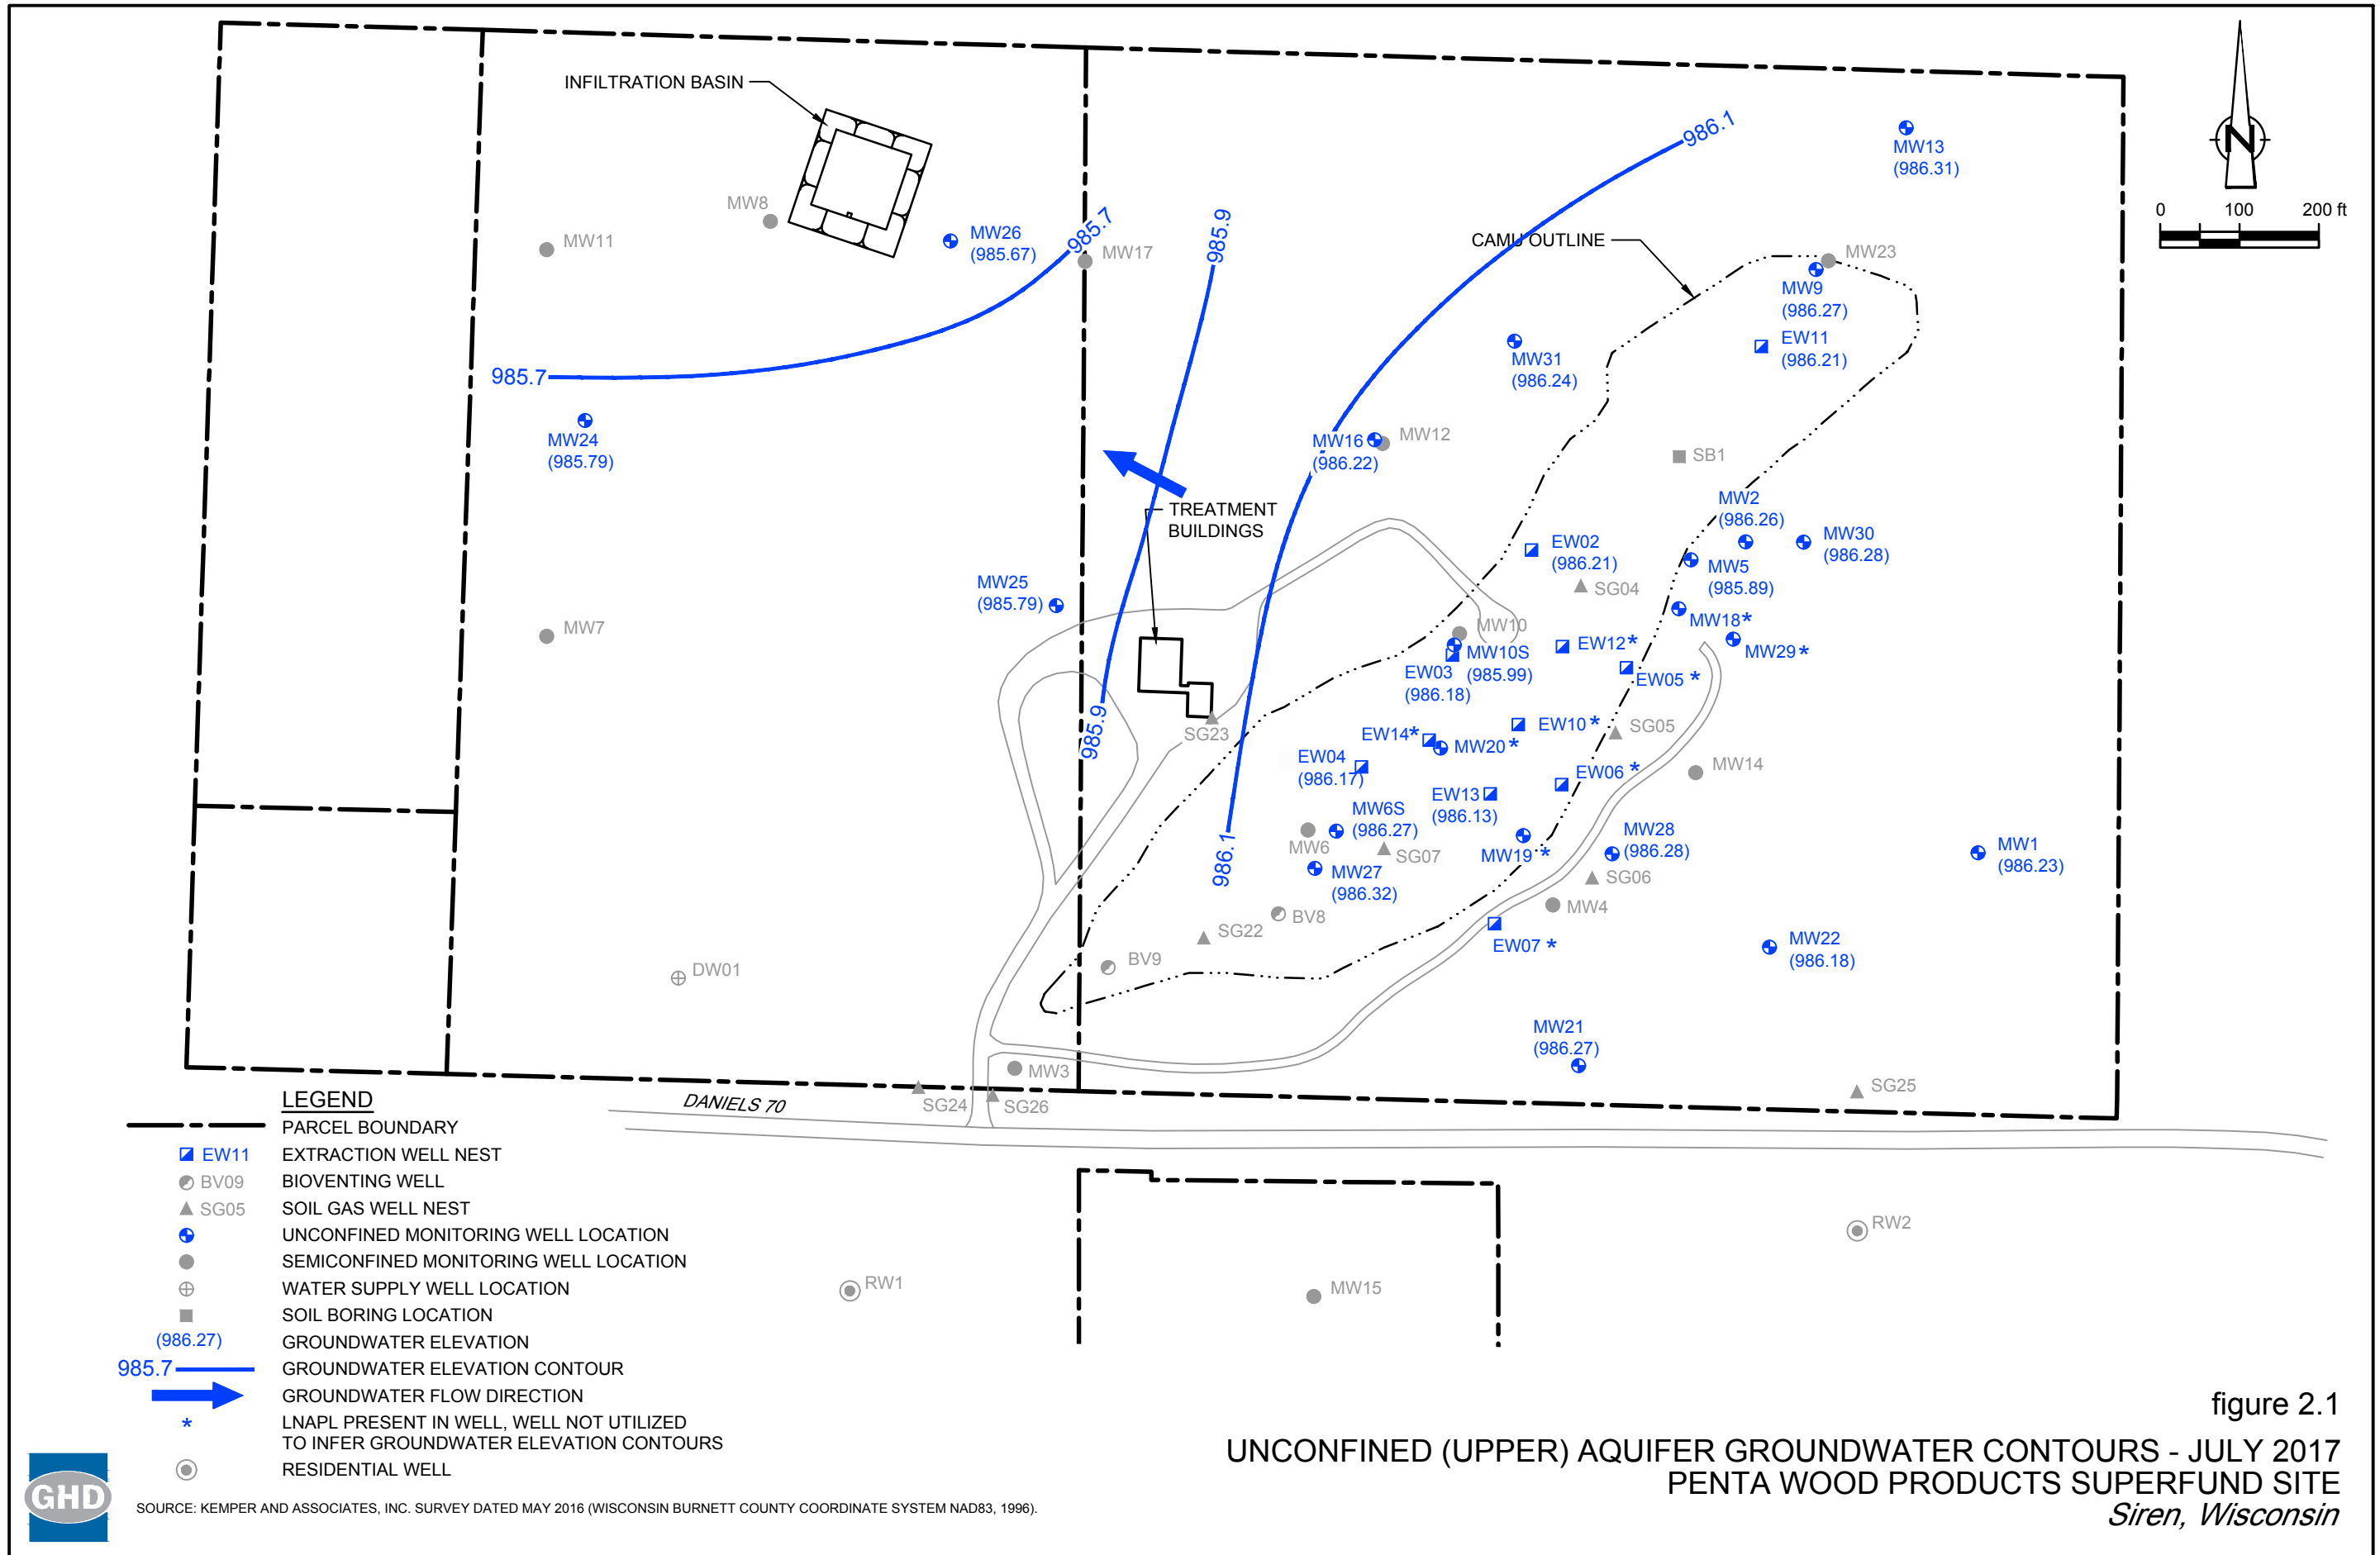 INFILTRATION BASIN
986.1
MW13
(986.31)
N
0 100 200 ft
MW8
MW11
MW26
(985.67)
985.7
MW17
985.9
CAMU OUTLINE
MW23
MW9
(986.27)
EW11
(986.21)
MW31
(986.24)
985.7
MW24
(985.79)
MW16
(986.22)
MW12
SB1
TREATMENT
BUILDINGS
MW2
(986.26)
MW30
(986.28)
EW02
(986.21)
MW5
(985.89)
SG04
MW25
(985.79)
MW7
MW18*
MW10
MW10S
(985.99)
EW03
(986.18)
EW12*
MW29*
EW05 *
985.9
SG23
EW14*
MW20*
EW10*
SG05
EW04
(986.17)
EW06 *
MW14
EW13
(986.13)
MW6S
(986.27)
MW6
986.1
SG07
MW19 *
MW28
(986.28)
MW1
(986.23)
MW27
(986.32)
SG06
MW4
BV8
SG22
BV9
EW07 *
MW22
(986.18)
DW01
MW21
(986.27)
MW3
SG24
SG26
SG25
DANIELS 70
RW2
RW1
MW15
LEGEND
PARCEL BOUNDARY
EW11 EXTRACTION WELL NEST
BV09 BIOVENTING WELL
SG05 SOIL GAS WELL NEST
UNCONFINED MONITORING WELL LOCATION
SEMICONFINED MONITORING WELL LOCATION
WATER SUPPLY WELL LOCATION
SOIL BORING LOCATION
(986.27) GROUNDWATER ELEVATION
985.7 GROUNDWATER ELEVATION CONTOUR
GROUNDWATER FLOW DIRECTION
* LNAPL PRESENT IN WELL, WELL NOT UTILIZED
TO INFER GROUNDWATER ELEVATION CONTOURS
RESIDENTIAL WELL
GHD
SOURCE: KEMPER AND ASSOCIATES, INC. SURVEY DATED MAY 2016 (WISCONSIN BURNETT COUNTY COORDINATE SYSTEM NAD83, 1996).
figure 2.1
UNCONFINED (UPPER) AQUIFER GROUNDWATER CONTOURS - JULY 2017
PENTA WOOD PRODUCTS SUPERFUND SITE
Siren, Wisconsin